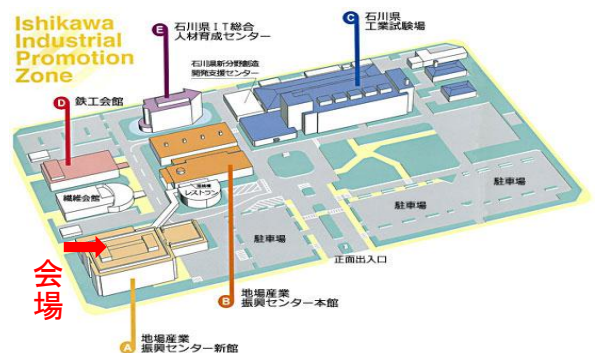 Ishikawa
Industrial
Promotion
Zone
E 石川県IT総合
人材育成センター
C 石川県
工業試験場
石川県新分野創造
開発支援センター
D 鉄工会館
繊維会館
レストラン
駐車場
駐車場
駐車場
正面出入口
会場
B 地場産業
振興センター本館
A 地場産業
振興センター新館